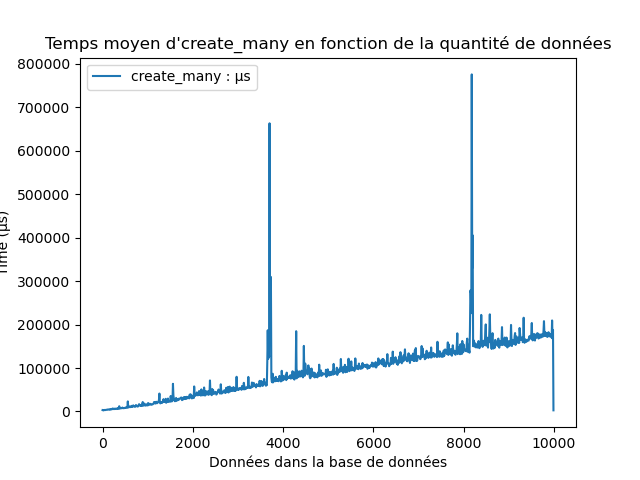 Temps moyen d'create_many en fonction de la quantité de données
create_many : µs
800000
700000
600000
500000
400000
300000
200000
100000
0
Time (µs)
0 2000 4000 6000 8000 10000
Données dans la base de données